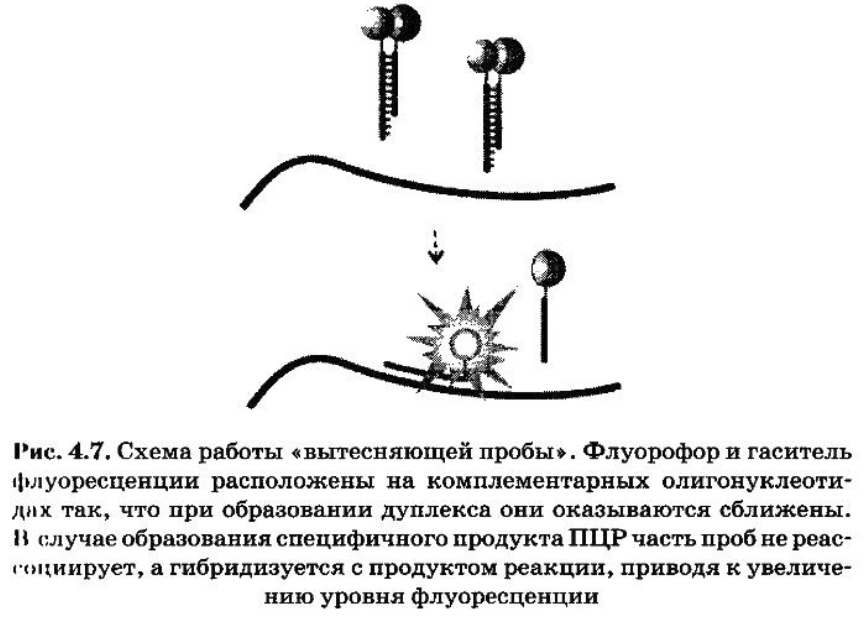 Рис. 4.7. Схема работы «вытесняющей пробы». Флуорофор и гаситель
флуоресценции расположены на комплементарных олигонуклеоти-
дах так, что при образовании дуплекса они оказываются сближены.
В случае образования специфичного продукта ПЦР часть проб не реас-
социирует, а гибридизуется с продуктом реакции, приводя к увеличе-
нию уровня флуоресценции